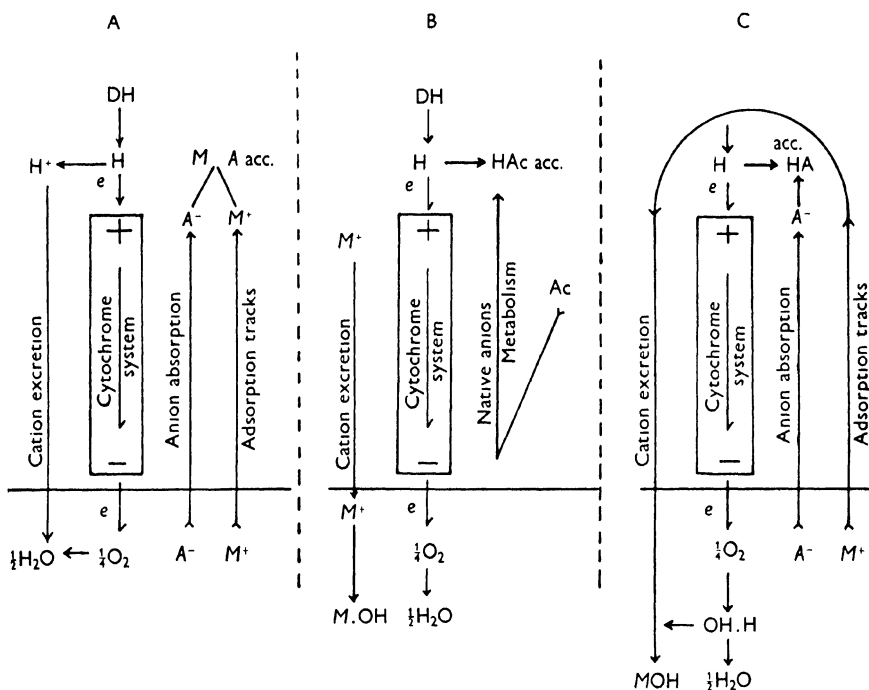 A
DH
H⁺ H M A acc.
e
A⁻ M⁺
+
Cation excretion
Cytochrome system
Anion absorption
Adsorption tracks
−
e
½H₂O ¼O₂ A⁻ M⁺
B
DH
H HAc acc.
e
M⁺
+
Cation excretion
Cytochrome system
Native anions
Metabolism
Ac
−
M⁺ e
¼O₂
M.OH ½H₂O
C
acc.
H HA
e
A⁻
+
Cation excretion
Cytochrome system
Anion absorption
Adsorption tracks
−
e
¼O₂ A⁻ M⁺
OH.H
MOH ½H₂O